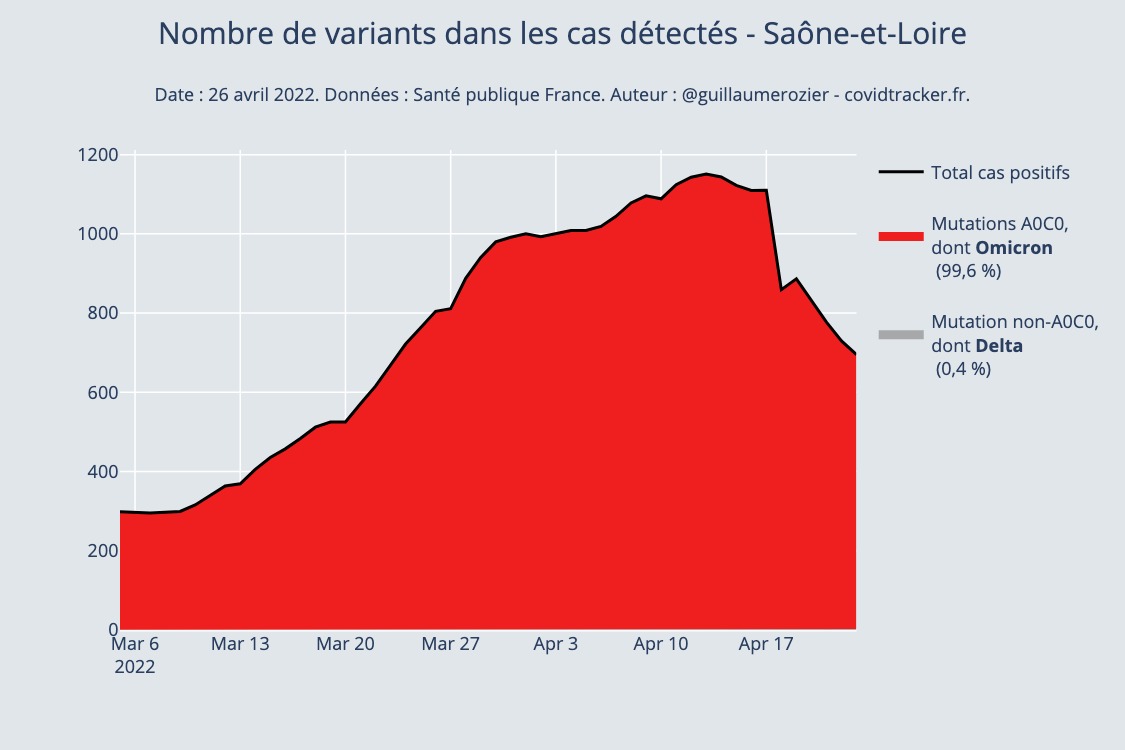 Nombre de variants dans les cas détectés - Saône-et-Loire
Date : 26 avril 2022. Données : Santé publique France. Auteur : @guillaumerozier - covidtracker.fr.
1200
1000
800
600
400
200
0
Mar 6
2022
Mar 13
Mar 20
Mar 27
Apr 3
Apr 10
Apr 17
Total cas positifs
Mutations A0C0,
dont Omicron
(99,6 %)
Mutation non-A0C0,
dont Delta
(0,4 %)